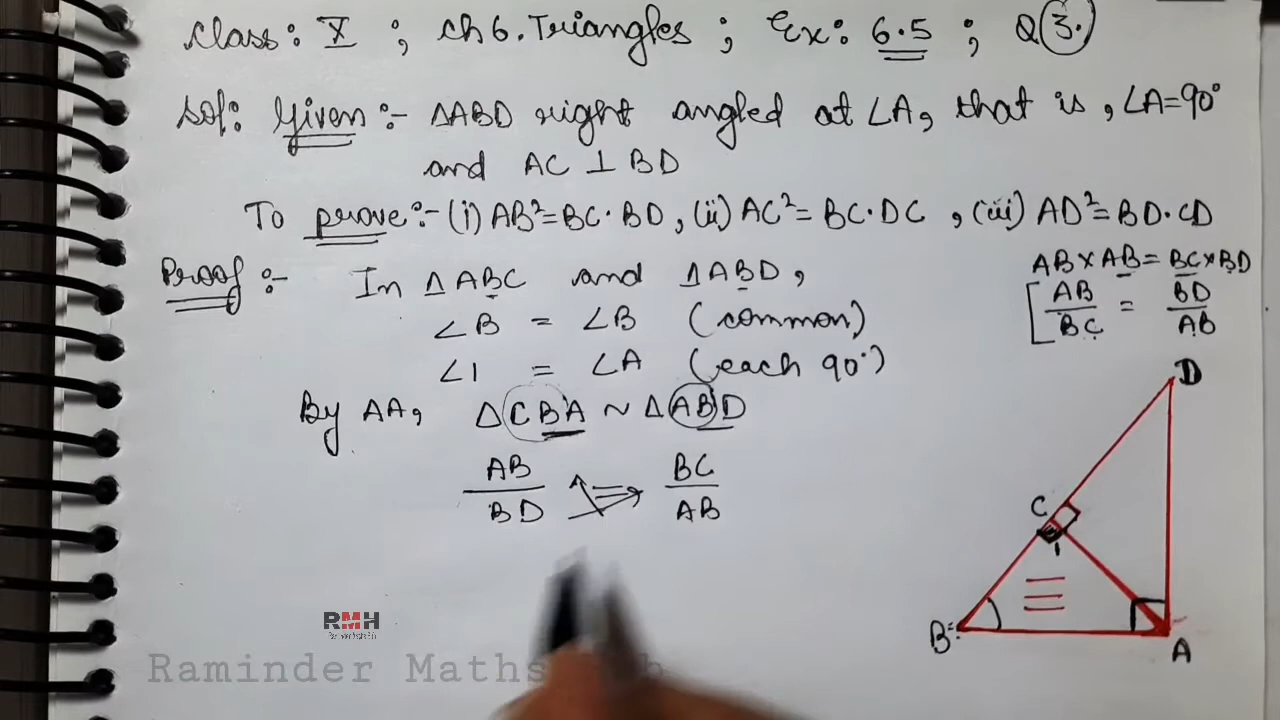 Class: X ; Ch 6. Triangles ; Ex: 6.5 ; Q 3.
Sol: Given :- ΔABD right angled at ∠A, that is, ∠A=90°
and AC ⊥ BD
To prove :- (i) AB²=BC·BD, (ii) AC²=BC·DC , (iii) AD²=BD·CD
Proof :- In ΔABC and ΔABD,
∠B = ∠B (common)
∠1 = ∠A (each 90°)
By AA, ΔCBA ~ ΔABD
AB/BD ⇒ BC/AB
AB×AB = BC×BD
[AB/BC = BD/AB
D
C
1
B
A
RMH
Raminder Maths
b